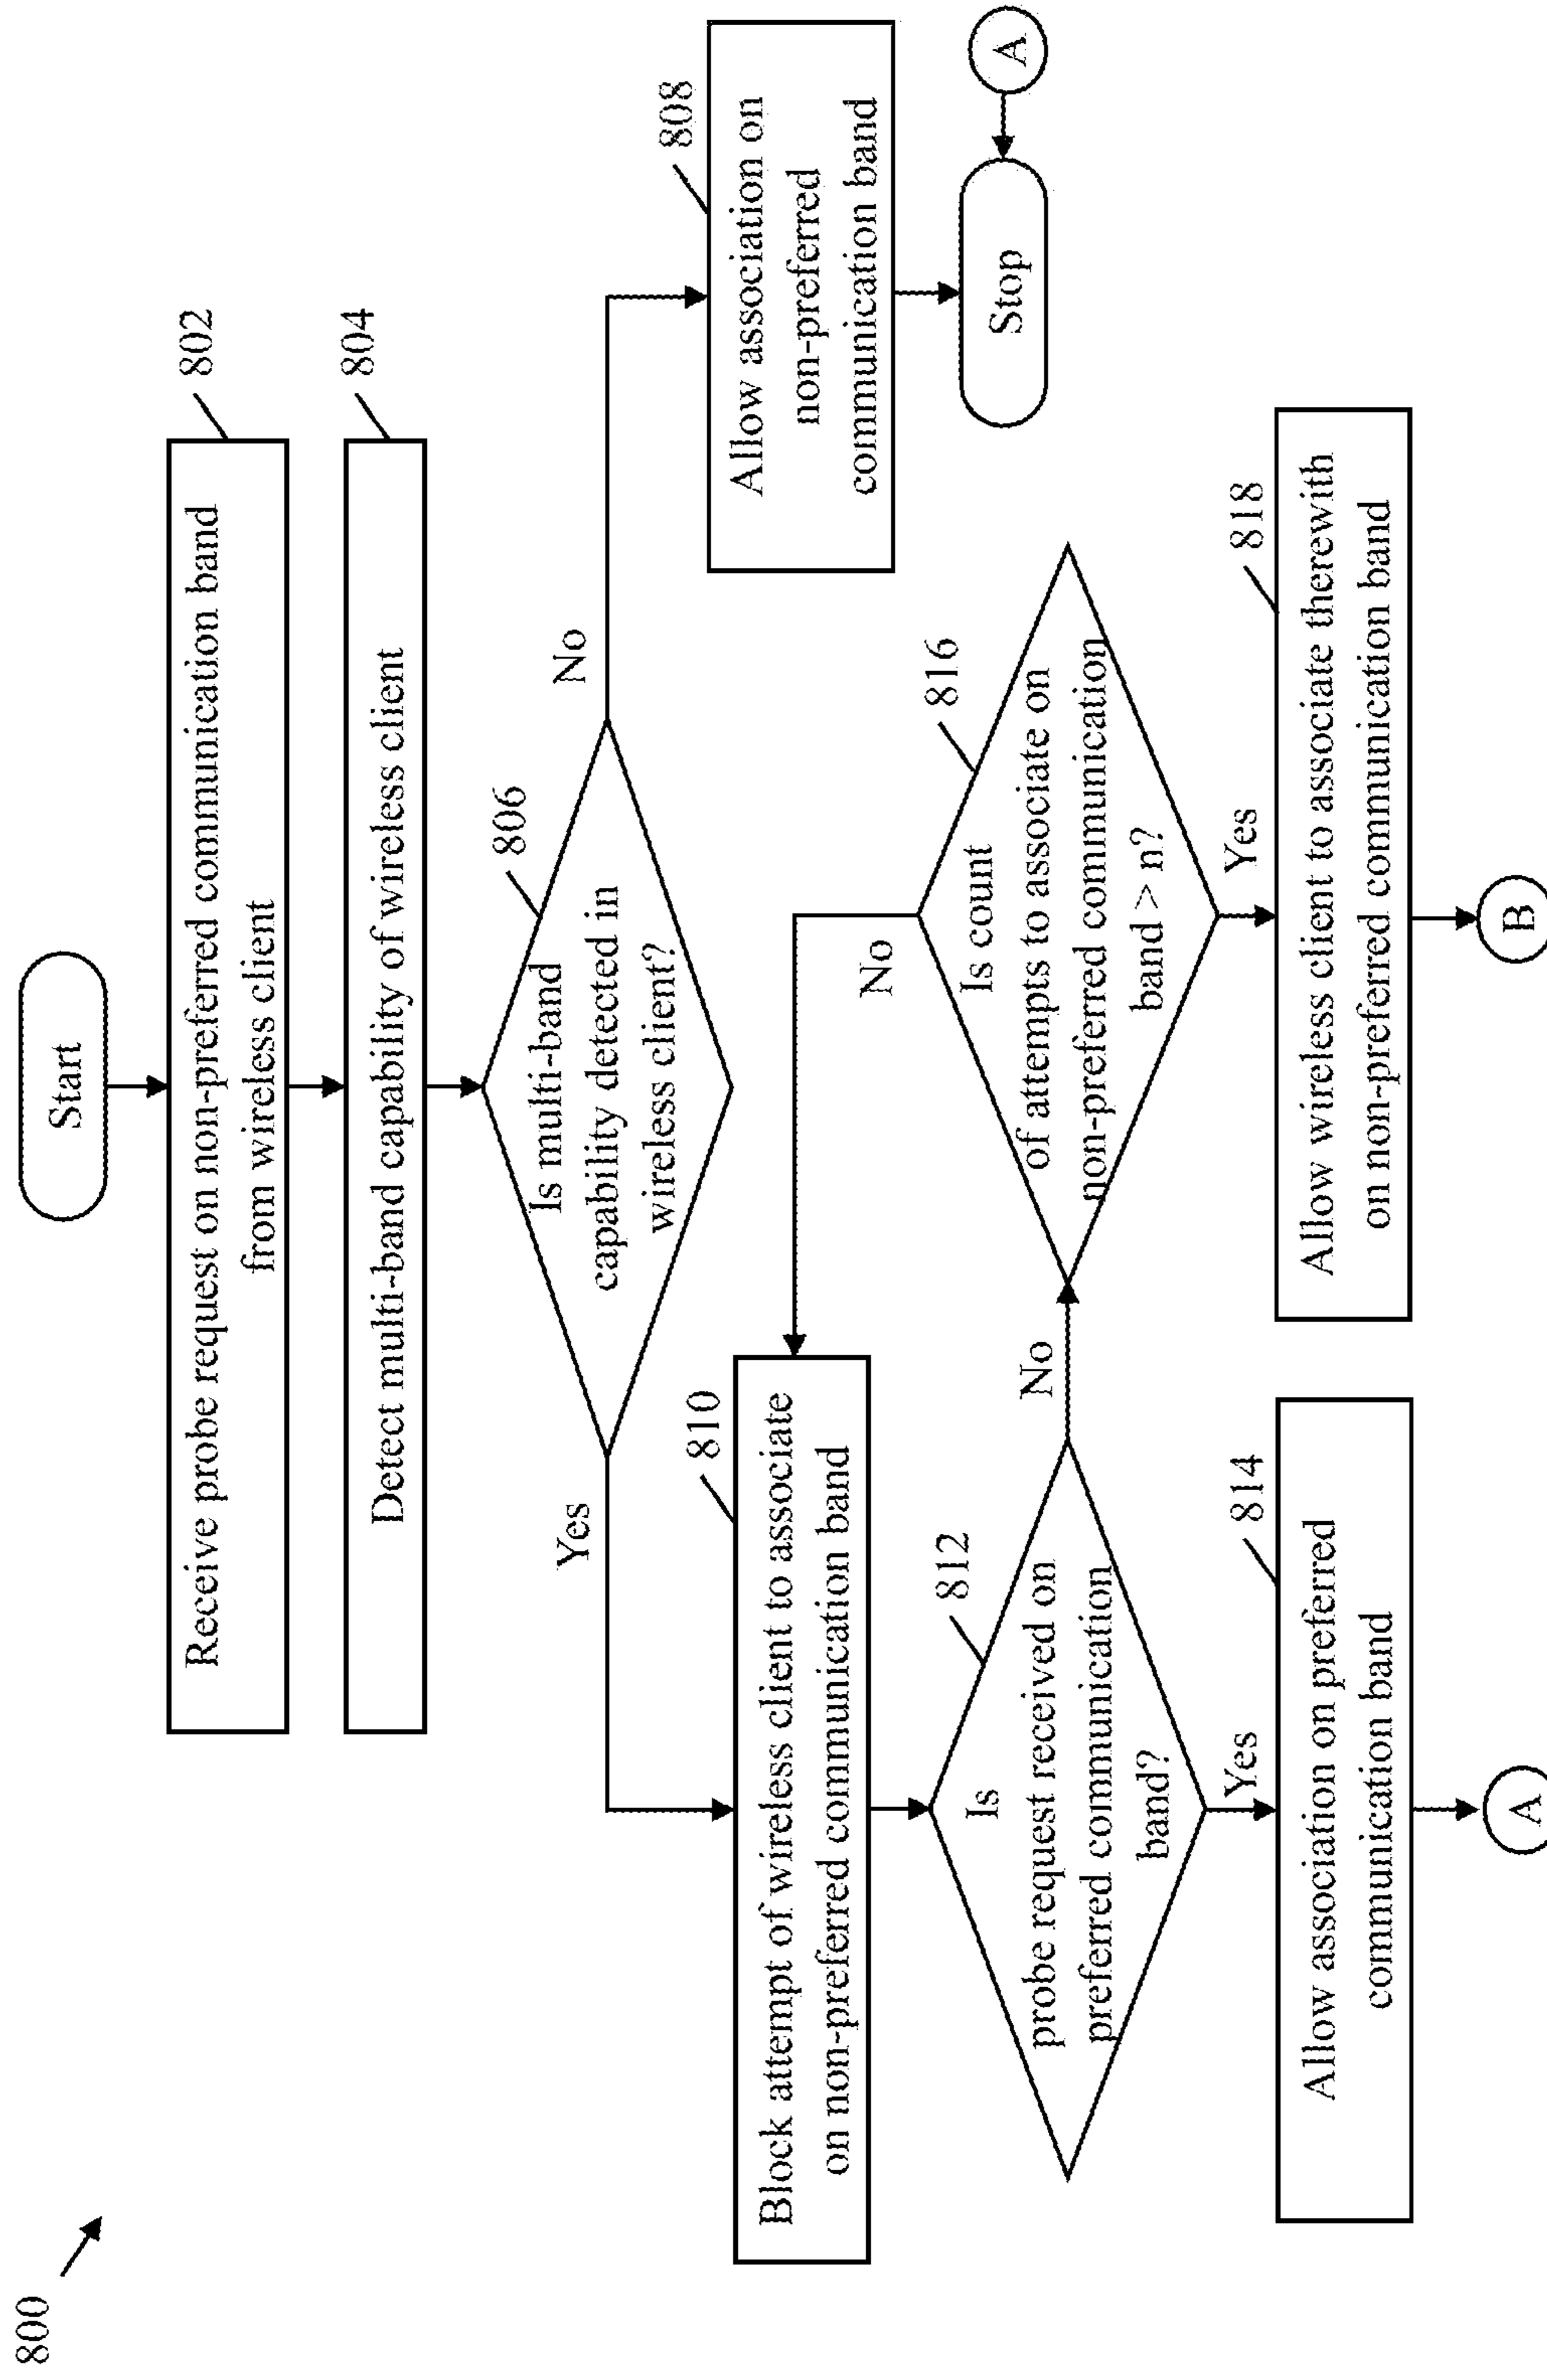 800
Start
802
Receive probe request on non-preferred communication band
from wireless client
804
Detect multi-band capability of wireless client
806
Is multi-band
capability detected in
wireless client?
Yes
No
808
Allow association on
non-preferred
communication band
Stop
A
810
Block attempt of wireless client to associate
on non-preferred communication band
812
Is
probe request received on
preferred communication
band?
No
Yes
814
Allow association on preferred
communication band
A
816
Is count
of attempts to associate on
non-preferred communication
band > n?
No
Yes
818
Allow wireless client to associate therewith
on non-preferred communication band
B